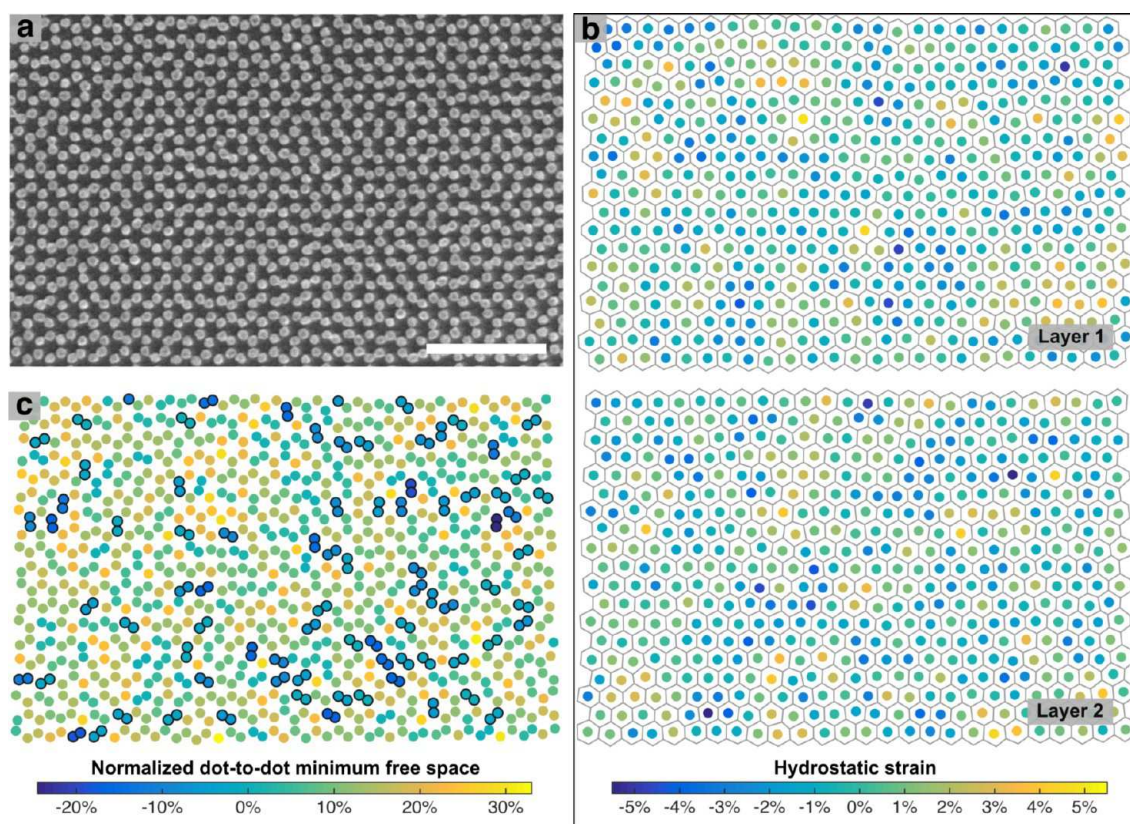 a
b
Layer 1
c
Layer 2
Normalized dot-to-dot minimum free space
-20% -10% 0% 10% 20% 30%
Hydrostatic strain
-5% -4% -3% -2% -1% 0% 1% 2% 3% 4% 5%